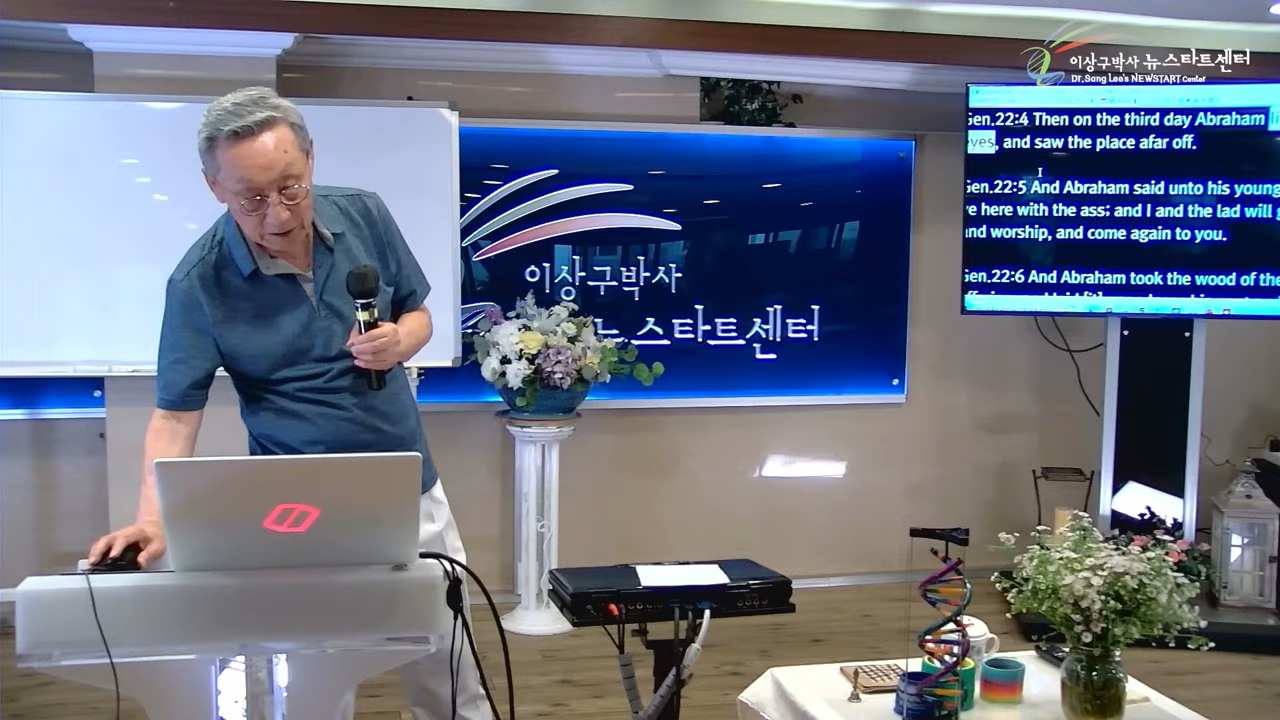 이상구박사 뉴스타트센터
Dr. Sang Lee's NEWSTART Center
Gen.22:4 Then on the third day Abraham
eyes, and saw the place afar off.
Gen.22:5 And Abraham said unto his young
re here with the ass; and I and the lad will
and worship, and come again to you.
Gen.22:6 And Abraham took the wood of the
이상구박사
뉴스타트센터